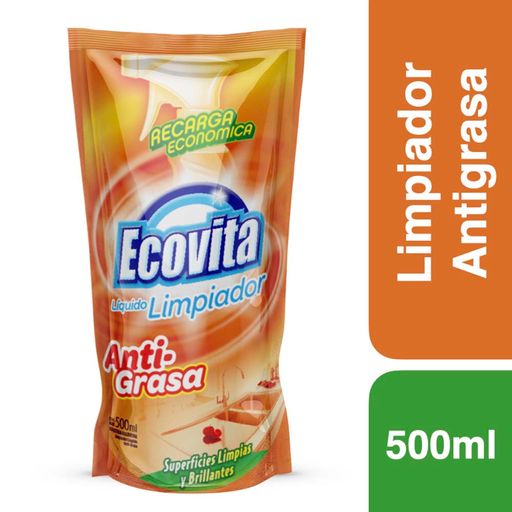 RECARGA
ECONOMICA
Ecovita
Líquido Limpiador
Anti-
Grasa
500ml
Superficies Limpias
y Brillantes
Limpiador
Antigrasa
500ml